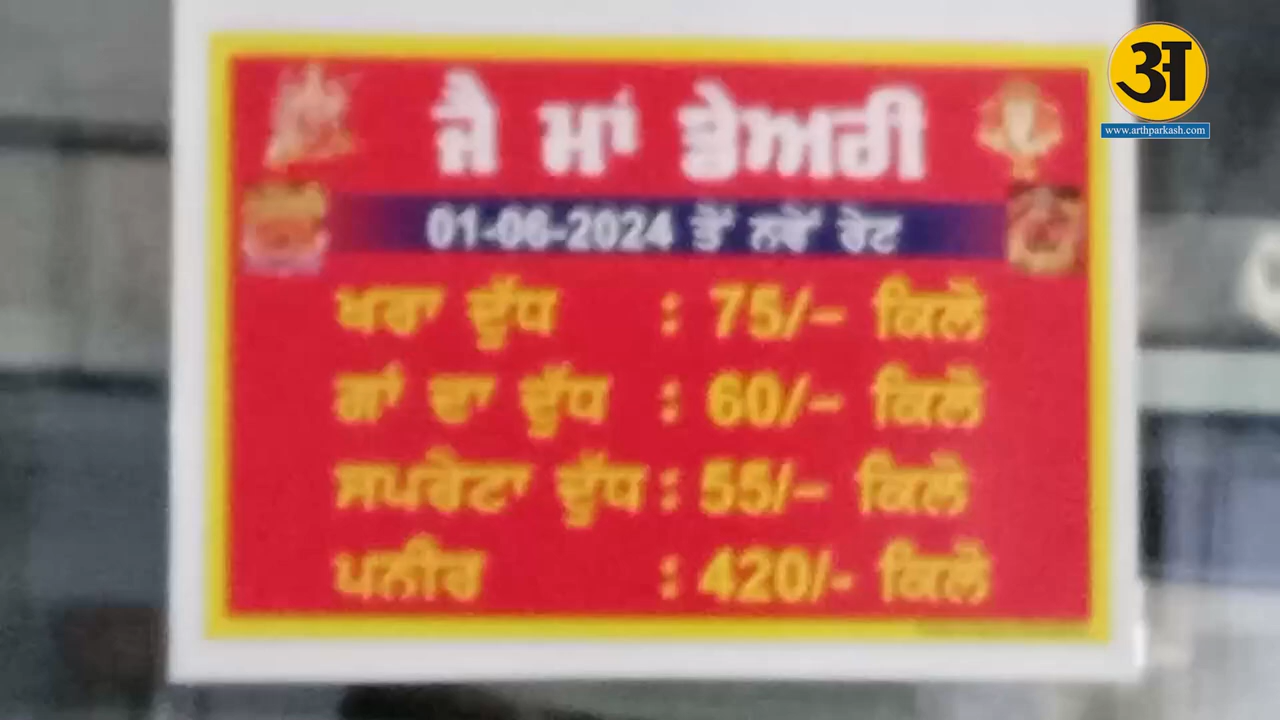 ਜੈ ਮਾਂ ਡੇਅਰੀ
01-06-2024 ਤੋਂ ਨਵੇਂ ਰੇਟ
ਖਰਾ ਦੁੱਧ : 75/- ਕਿਲੋ
ਗਾਂ ਦਾ ਦੁੱਧ : 60/- ਕਿਲੋ
ਸਪਰੇਟਾ ਦੁੱਧ : 55/- ਕਿਲੋ
ਪਨੀਰ : 420/- ਕਿਲੋ
अ
www.arthparkash.com